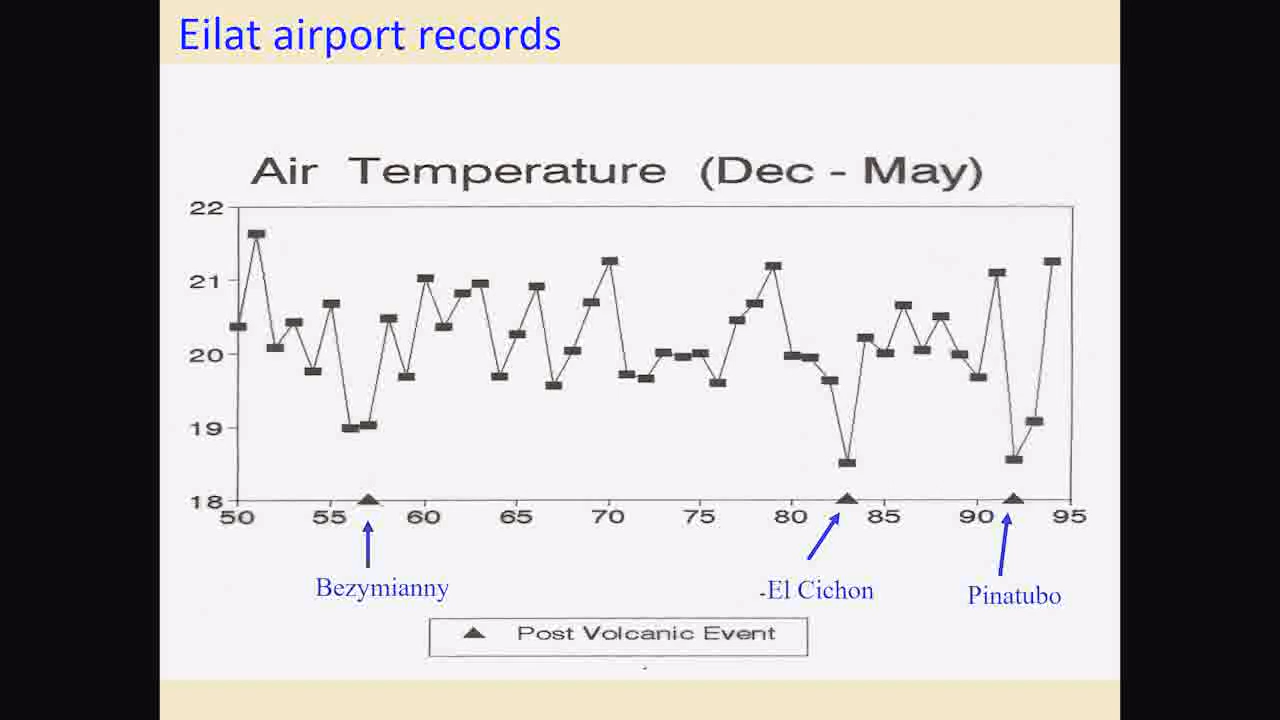 Eilat airport records
Air Temperature (Dec - May)
22
21
20
19
18
50 55 60 65 70 75 80 85 90 95
Bezymianny
-El Cichon
Pinatubo
Post Volcanic Event